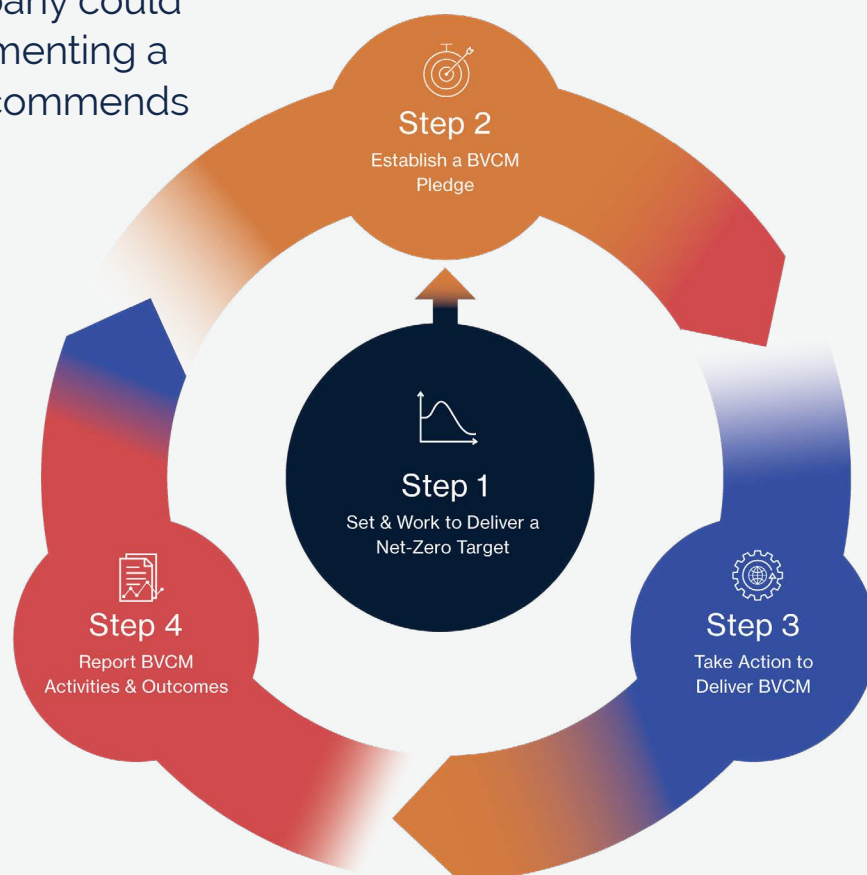 could
menting a
commends
Step 2
Establish a BVCM
Pledge
Step 1
Set & Work to Deliver a
Net-Zero Target
Step 4
Report BVCM
Activities & Outcomes
Step 3
Take Action to
Deliver BVCM